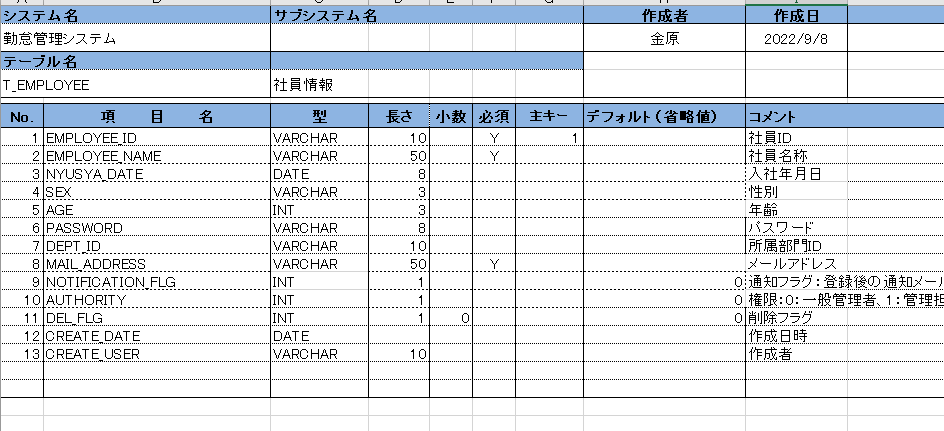 システム名 サブシステム名 作成者 作成日
勤怠管理システム 金原 2022/9/8
テーブル名
T_EMPLOYEE 社員情報
No. 項 目 名 型 長さ 小数 必須 主キー デフォルト(省略値) コメント
1 EMPLOYEE_ID VARCHAR 10 Y 1 社員ID
2 EMPLOYEE_NAME VARCHAR 50 Y 社員名称
3 NYUSYA_DATE DATE 8 入社年月日
4 SEX VARCHAR 3 性別
5 AGE INT 3 年齢
6 PASSWORD VARCHAR 8 パスワード
7 DEPT_ID VARCHAR 10 所属部門ID
8 MAIL_ADDRESS VARCHAR 50 Y メールアドレス
9 NOTIFICATION_FLG INT 1 0 通知フラグ:登録後の通知メール
10 AUTHORITY INT 1 0 権限:0:一般管理者、1:管理担
11 DEL_FLG INT 1 0 0 削除フラグ
12 CREATE_DATE DATE 作成日時
13 CREATE_USER VARCHAR 10 作成者